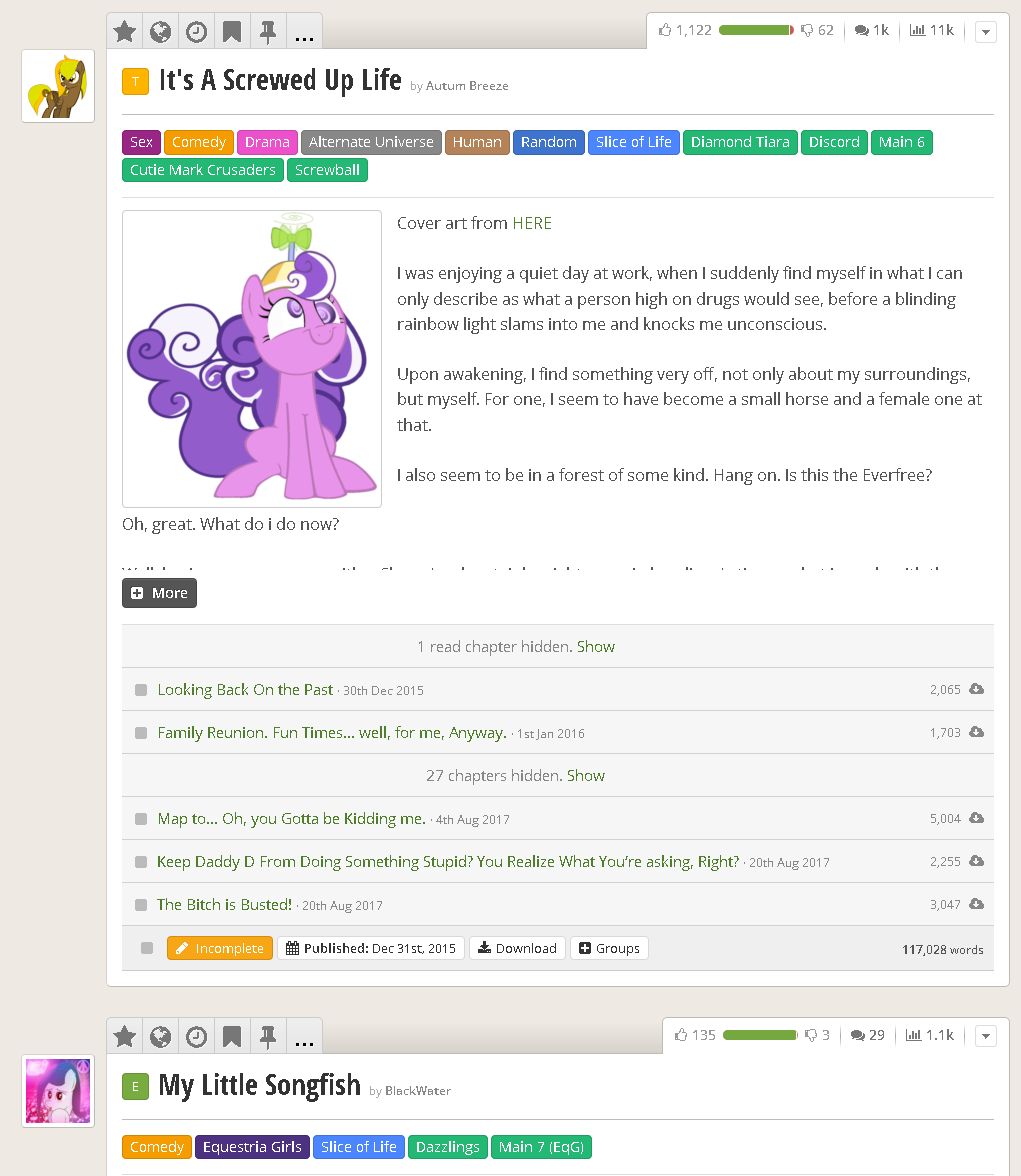 ... 1,122 62 1k 11k
T It's A Screwed Up Life by Autum Breeze
Sex Comedy Drama Alternate Universe Human Random Slice of Life Diamond Tiara Discord Main 6
Cutie Mark Crusaders Screwball
Cover art from HERE
I was enjoying a quiet day at work, when I suddenly find myself in what I can
only describe as what a person high on drugs would see, before a blinding
rainbow light slams into me and knocks me unconscious.
Upon awakening, I find something very off, not only about my surroundings,
but myself. For one, I seem to have become a small horse and a female one at
that.
I also seem to be in a forest of some kind. Hang on. Is this the Everfree?
Oh, great. What do i do now?
More
1 read chapter hidden. Show
Looking Back On the Past · 30th Dec 2015 2,065
Family Reunion. Fun Times... well, for me, Anyway. · 1st Jan 2016 1,703
27 chapters hidden. Show
Map to... Oh, you Gotta be Kidding me. · 4th Aug 2017 5,004
Keep Daddy D From Doing Something Stupid? You Realize What You're asking, Right? · 20th Aug 2017 2,255
The Bitch is Busted! · 20th Aug 2017 3,047
Incomplete Published: Dec 31st, 2015 Download Groups 117,028 words
... 135 3 29 1.1k
E My Little Songfish by BlackWater
Comedy Equestria Girls Slice of Life Dazzlings Main 7 (EqG)